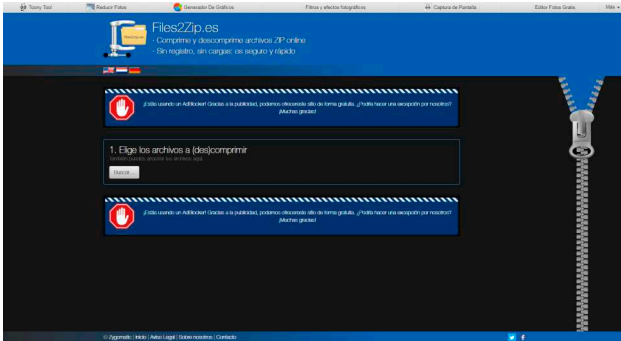 Toony Tool Reducir Fotos Generador De Gráficos Filtros y efectos fotográficos Captura de Pantalla Editor Fotos Gratis Más
Files2Zip.es
- Comprime y descomprime archivos ZIP online
- Sin registro, sin cargas: es seguro y rápido
¡Estás usando un AdBlocker! Gracias a la publicidad, podemos ofrecerte este sitio de forma gratuita. ¿Podría hacer una excepción por nosotros?
¡Muchas gracias!
1. Elige los archivos a (des)comprimir
También puedes arrastrar los archivos aquí.
Buscar...
¡Estás usando un AdBlocker! Gracias a la publicidad, podemos ofrecerte este sitio de forma gratuita. ¿Podría hacer una excepción por nosotros?
¡Muchas gracias!
© Zygomatic | Inicio | Aviso Legal | Sobre nosotros | Contacto